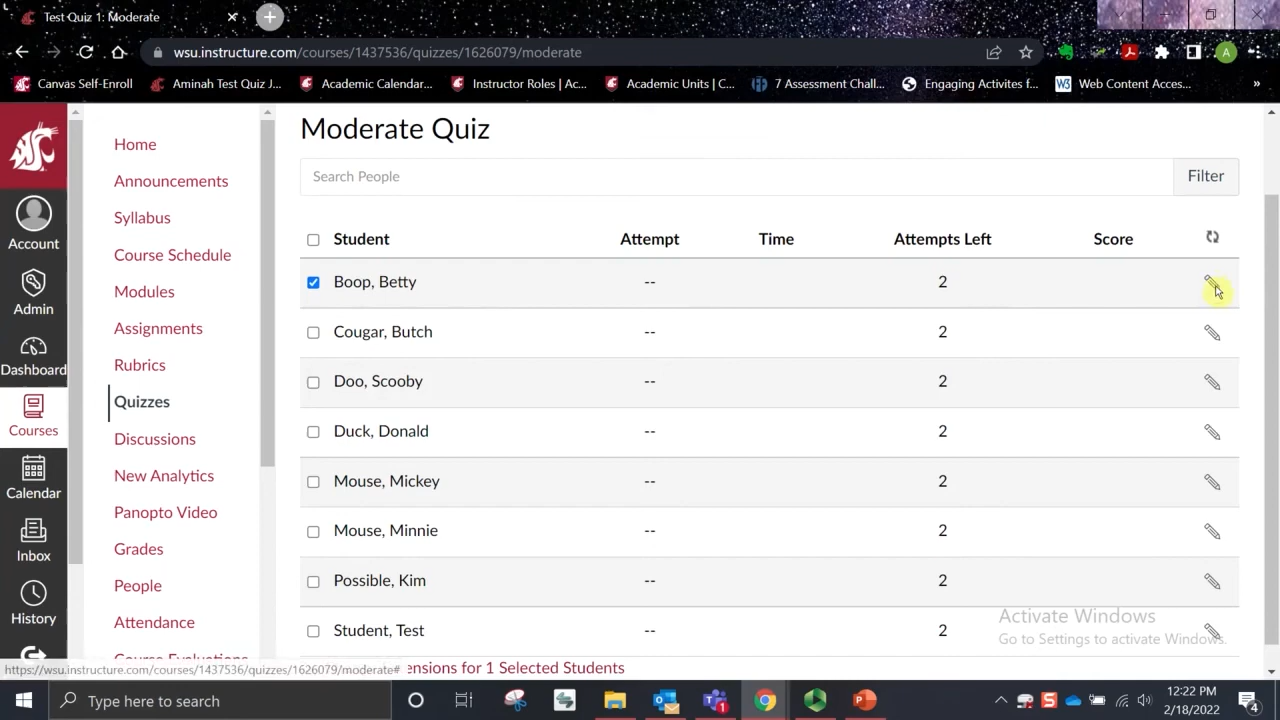 Test Quiz 1: Moderate
wsu.instructure.com/courses/1437536/quizzes/1626079/moderate
A
Canvas Self-Enroll
Aminah Test Quiz J...
Academic Calendar...
Instructor Roles | Ac...
Academic Units | C...
7 Assessment Chall...
Engaging Activites f...
W3
Web Content Acces...
»
Account
Admin
Dashboard
Courses
Calendar
Inbox
History
Home
Announcements
Syllabus
Course Schedule
Modules
Assignments
Rubrics
Quizzes
Discussions
New Analytics
Panopto Video
Grades
People
Attendance
Course Evaluations
Moderate Quiz
Search People
Filter
Student Attempt Time Attempts Left Score
Boop, Betty -- 2
Cougar, Butch -- 2
Doo, Scooby -- 2
Duck, Donald -- 2
Mouse, Mickey -- 2
Mouse, Minnie -- 2
Possible, Kim -- 2
Student, Test -- 2
Activate Windows
Go to Settings to activate Windows.
https://wsu.instructure.com/courses/1437536/quizzes/1626079/moderate#
ensions for 1 Selected Students
Type here to search
1
S
P
12:22 PM
2/18/2022
4